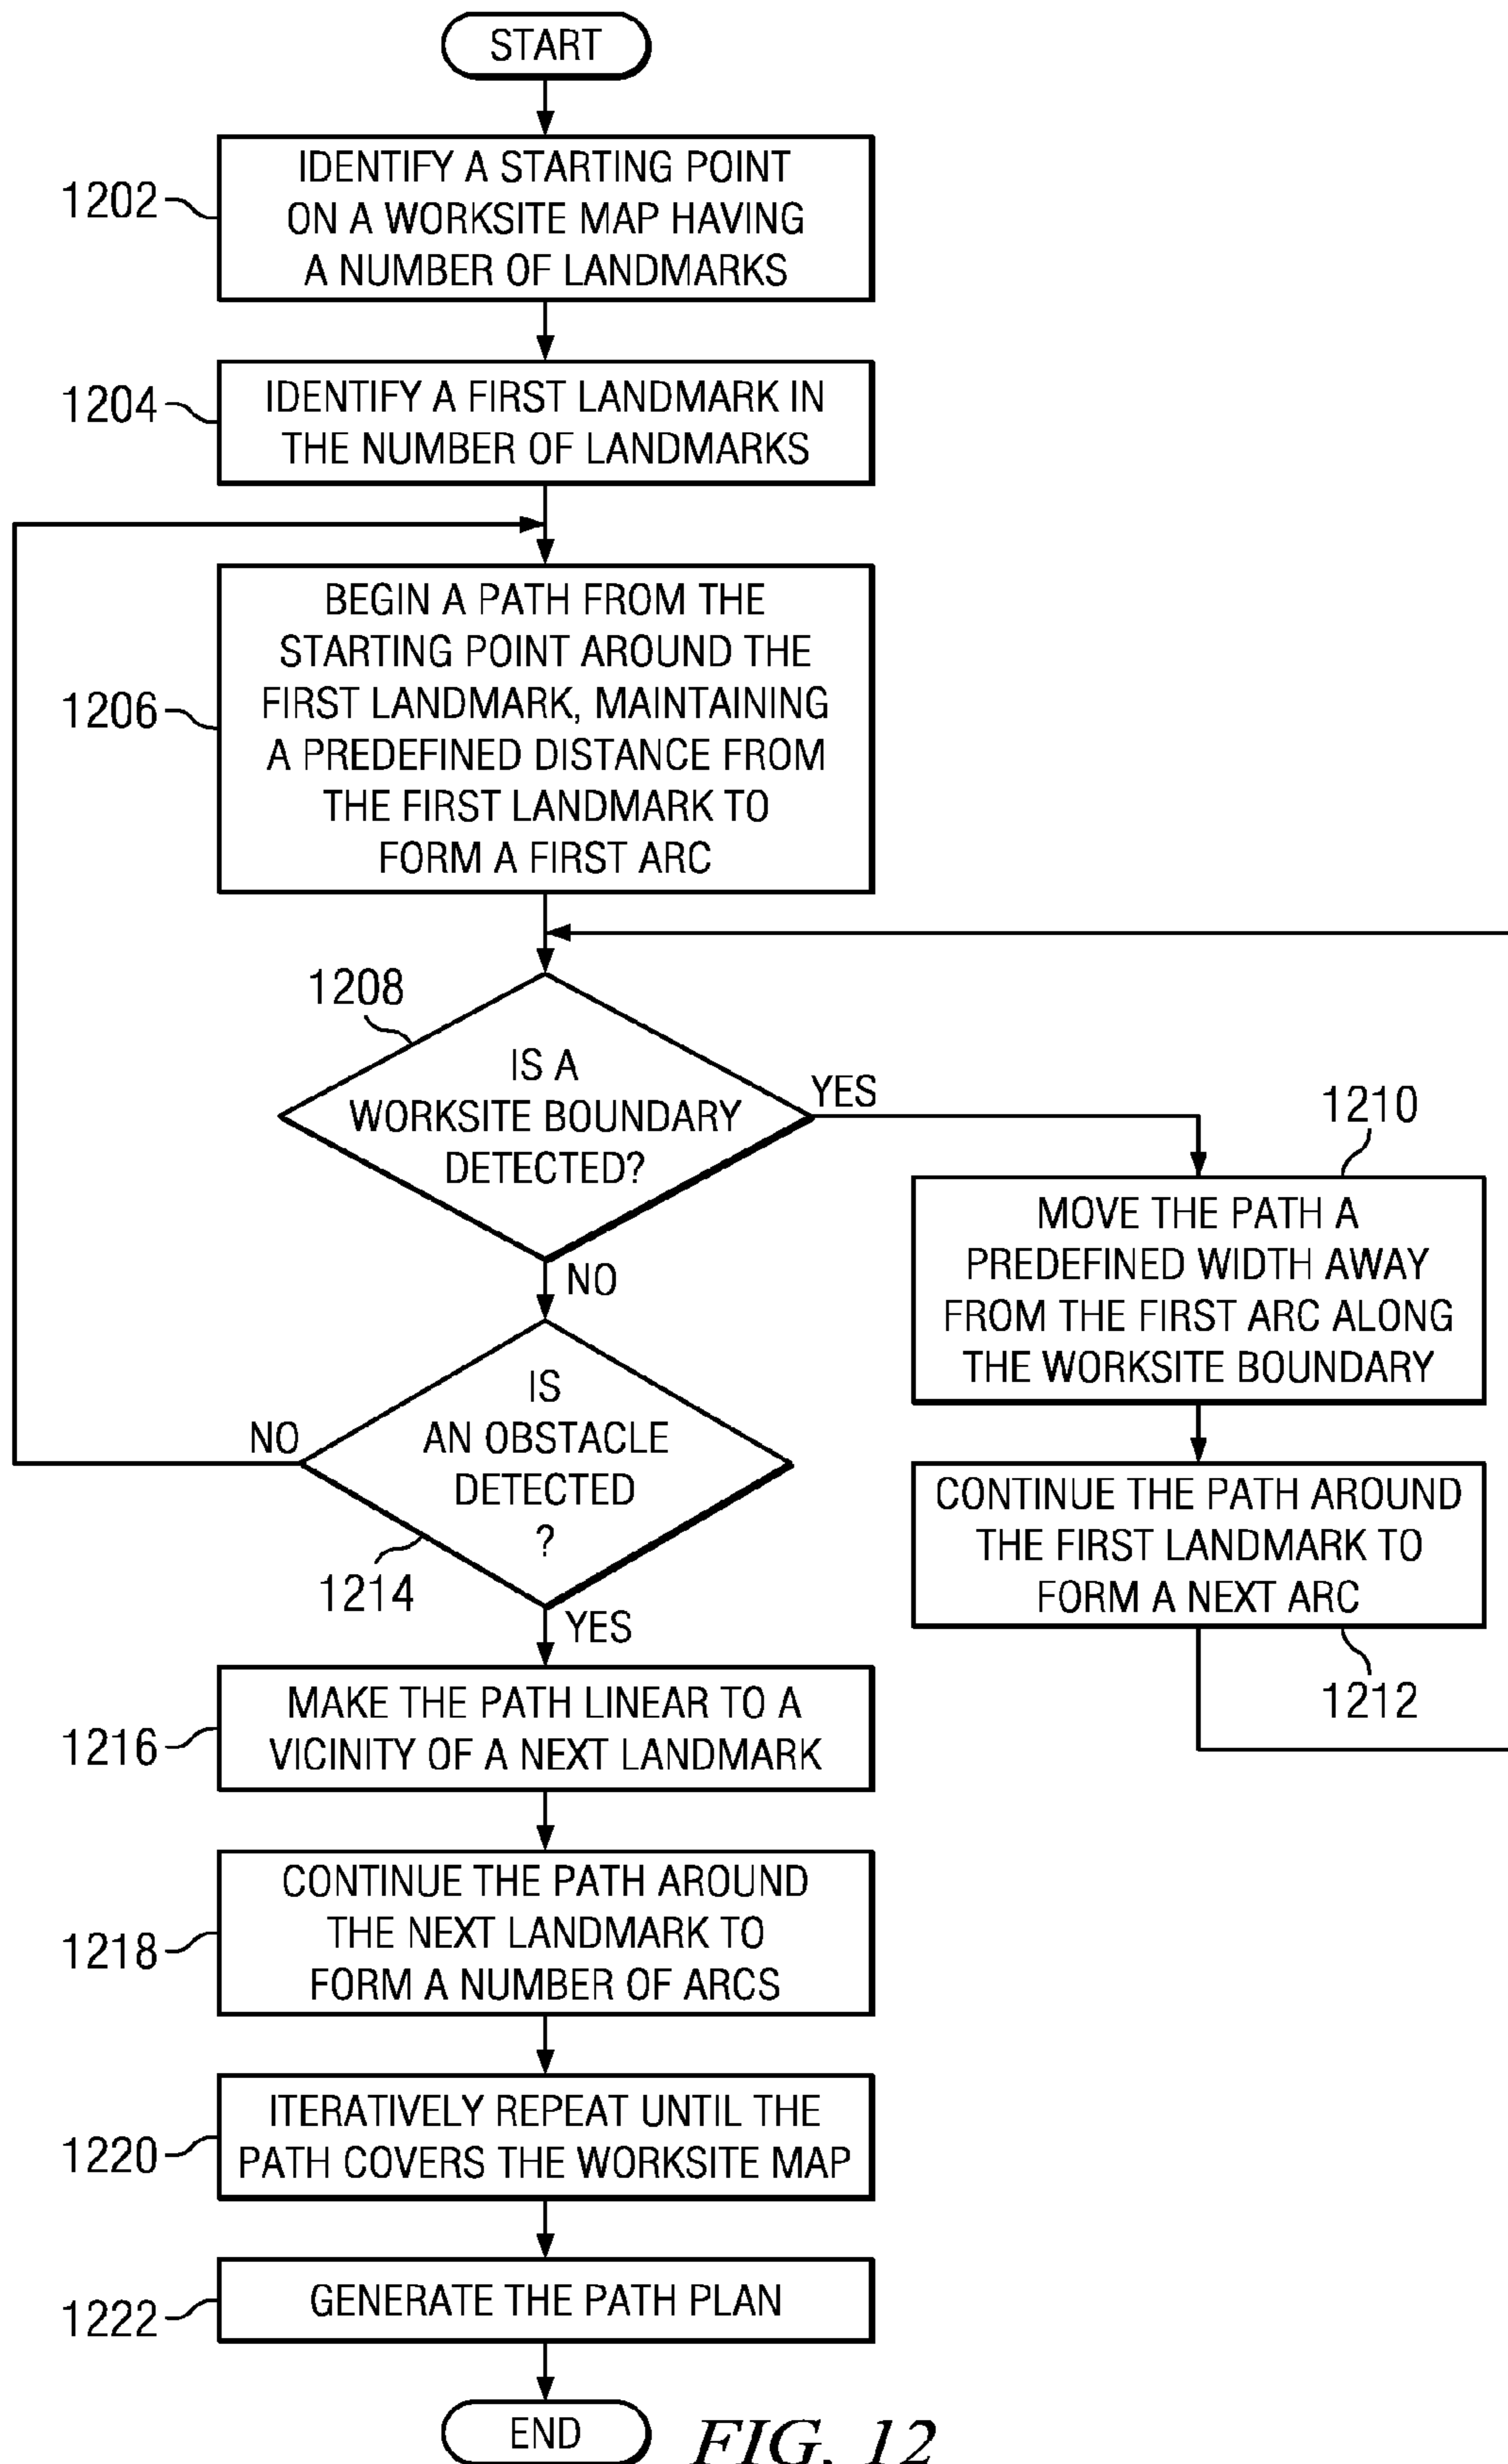 START
1202
IDENTIFY A STARTING POINT
ON A WORKSITE MAP HAVING
A NUMBER OF LANDMARKS
1204
IDENTIFY A FIRST LANDMARK IN
THE NUMBER OF LANDMARKS
1206
BEGIN A PATH FROM THE
STARTING POINT AROUND THE
FIRST LANDMARK, MAINTAINING
A PREDEFINED DISTANCE FROM
THE FIRST LANDMARK TO
FORM A FIRST ARC
1208
IS A
WORKSITE BOUNDARY
DETECTED?
YES
NO
1210
MOVE THE PATH A
PREDEFINED WIDTH AWAY
FROM THE FIRST ARC ALONG
THE WORKSITE BOUNDARY
CONTINUE THE PATH AROUND
THE FIRST LANDMARK TO
FORM A NEXT ARC
1212
IS
AN OBSTACLE
DETECTED
?
NO
1214
YES
1216
MAKE THE PATH LINEAR TO A
VICINITY OF A NEXT LANDMARK
1218
CONTINUE THE PATH AROUND
THE NEXT LANDMARK TO
FORM A NUMBER OF ARCS
1220
ITERATIVELY REPEAT UNTIL THE
PATH COVERS THE WORKSITE MAP
1222
GENERATE THE PATH PLAN
END
FIG. 12